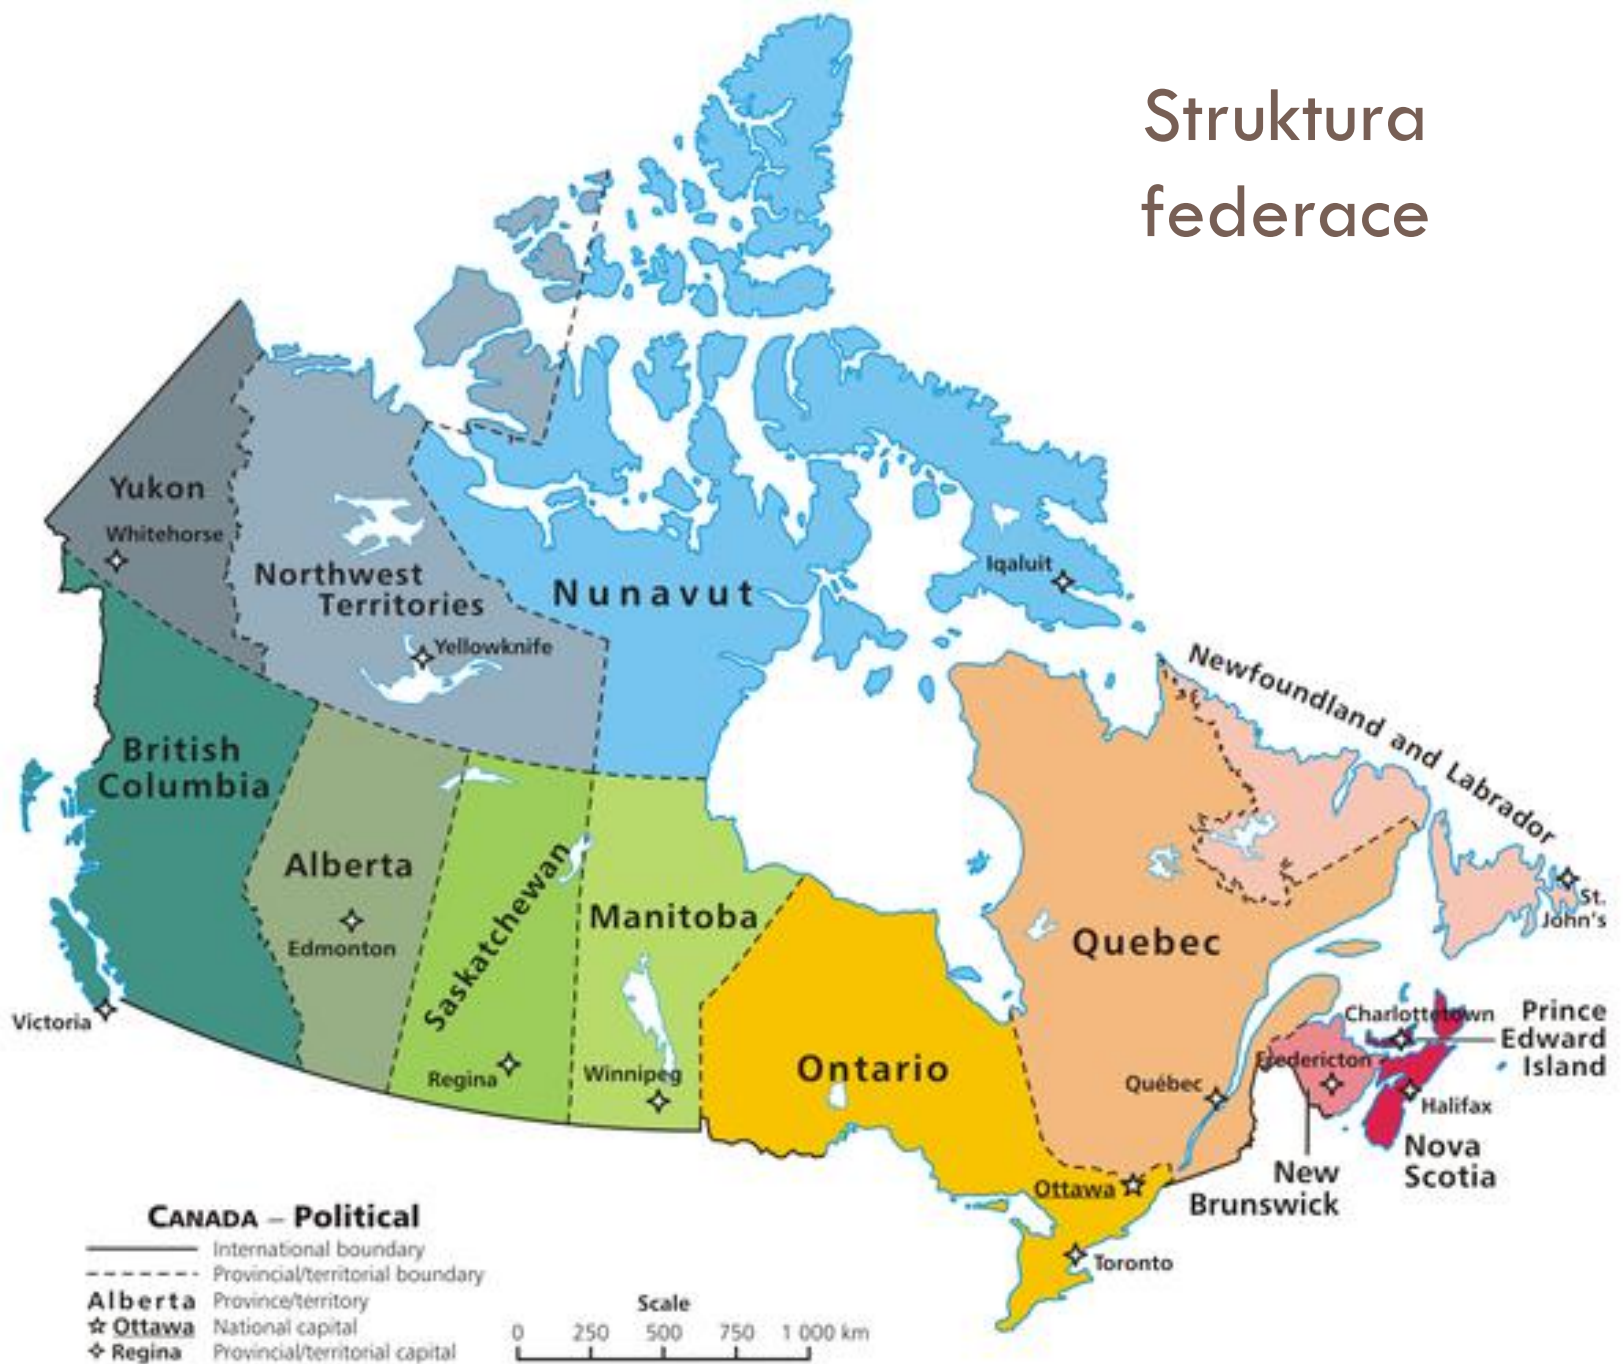 Struktura
federace
Yukon
Whitehorse
Northwest
Territories
Yellowknife
Nunavut
Iqaluit
Newfoundland and Labrador
St.
John's
British
Columbia
Victoria
Alberta
Edmonton
Saskatchewan
Regina
Manitoba
Winnipeg
Ontario
Ottawa
Toronto
Quebec
Québec
Charlottetown
Prince
Edward
Island
Fredericton
Halifax
Nova
Scotia
New
Brunswick
CANADA – Political
International boundary
Provincial/territorial boundary
Alberta Province/territory
Ottawa National capital
Regina Provincial/territorial capital
Scale
0 250 500 750 1 000 km